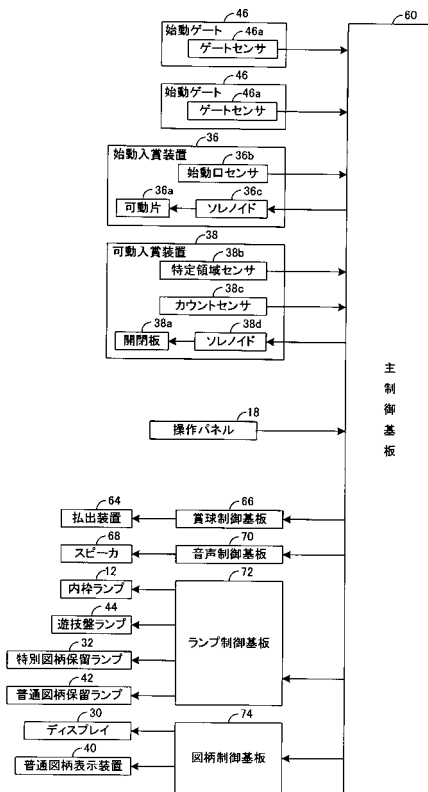 46
60
始動ゲート
46a
ゲートセンサ
46
始動ゲート
46a
ゲートセンサ
36
始動入賞装置
36b
始動口センサ
36a
36c
可動片
ソレノイド
38
可動入賞装置
38b
特定領域センサ
38c
カウントセンサ
38a
38d
開閉板
ソレノイド
主制御基板
18
操作パネル
64
66
払出装置
賞球制御基板
68
70
スピーカ
音声制御基板
12
72
内枠ランプ
44
遊技盤ランプ
ランプ制御基板
32
特別図柄保留ランプ
42
普通図柄保留ランプ
30
74
ディスプレイ
図柄制御基板
40
普通図柄表示装置